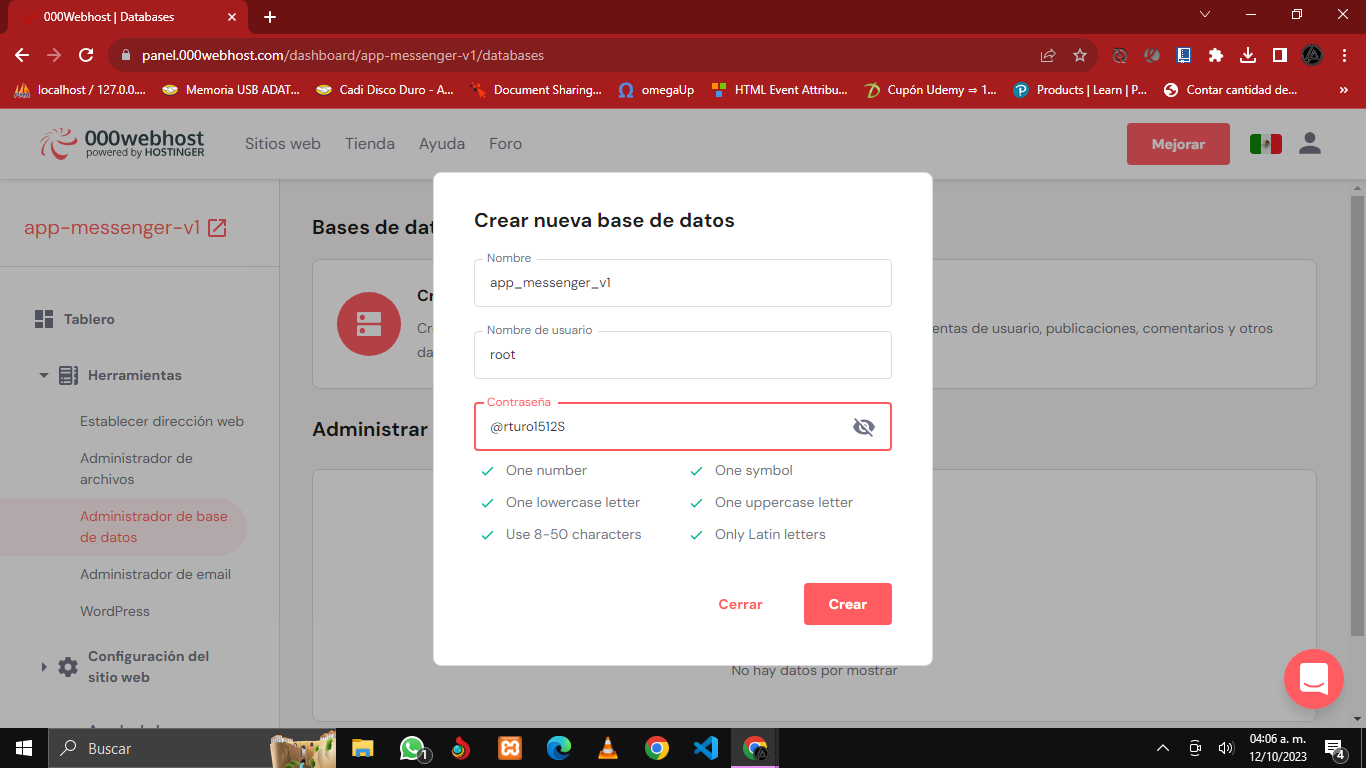 000Webhost | Databases
panel.000webhost.com/dashboard/app-messenger-v1/databases
localhost / 127.0.0.... Memoria USB ADAT... Cadi Disco Duro - A... Document Sharing... omegaUp HTML Event Attribu... Cupón Udemy ⇒ 1... Products | Learn | P... Contar cantidad de... »
000webhost
powered by HOSTINGER
Sitios web Tienda Ayuda Foro Mejorar
app-messenger-v1
Tablero
Herramientas
Establecer dirección web
Administrador de
archivos
Administrador de base
de datos
Administrador de email
WordPress
Configuración del
sitio web
Bases de dat
Cr
Cr
entas de usuario, publicaciones, comentarios y otros
da
Administrar
No hay datos por mostrar
Crear nueva base de datos
Nombre
app_messenger_v1
Nombre de usuario
root
Contraseña
@rturo1512S
One number One symbol
One lowercase letter One uppercase letter
Use 8-50 characters Only Latin letters
Cerrar Crear
Buscar
1
04:06 a. m.
12/10/2023
4